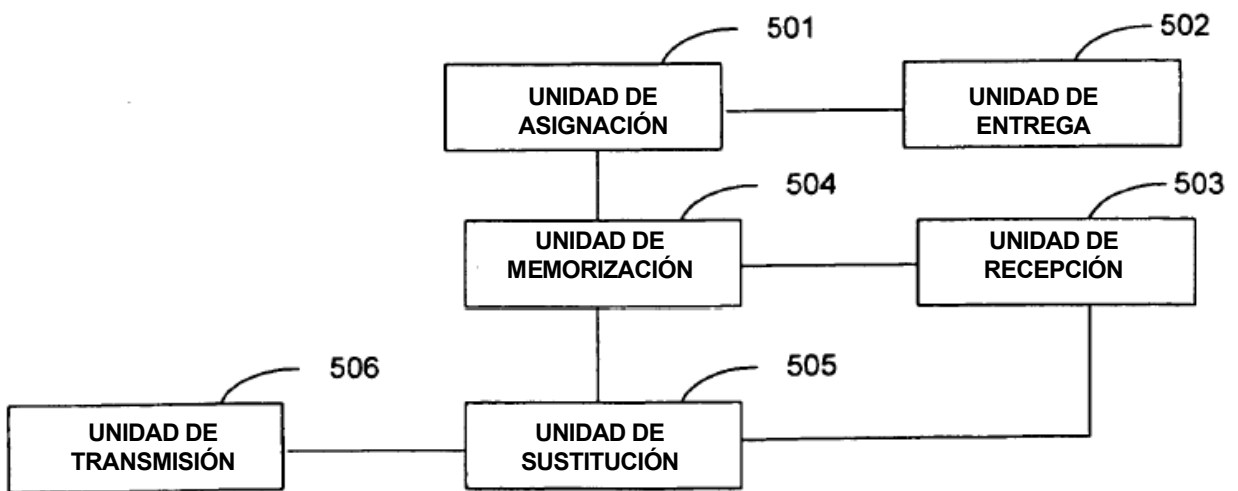 501
502
UNIDAD DE
ASIGNACIÓN
UNIDAD DE
ENTREGA
504
503
UNIDAD DE
MEMORIZACIÓN
UNIDAD DE
RECEPCIÓN
506
505
UNIDAD DE
TRANSMISIÓN
UNIDAD DE
SUSTITUCIÓN